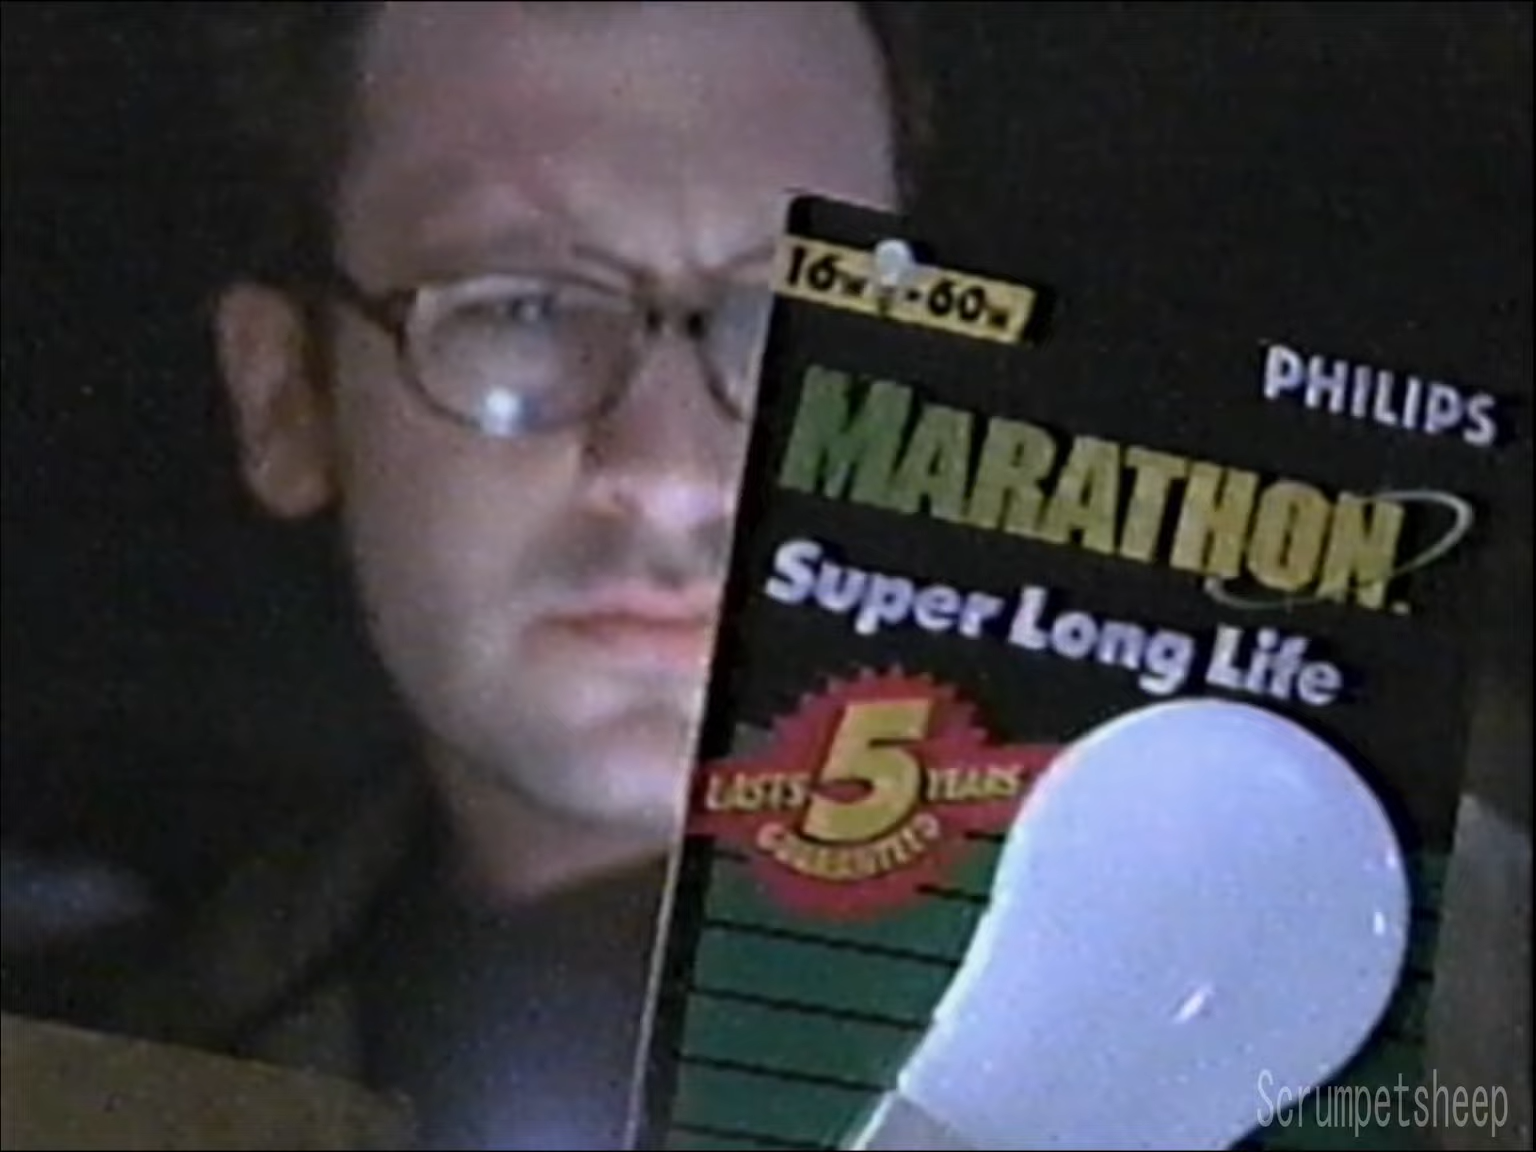 16w -60w
PHILIPS
MARATHON.
Super Long Life
LASTS 5 YEARS
GUARANTEED
Scrumpetsheep